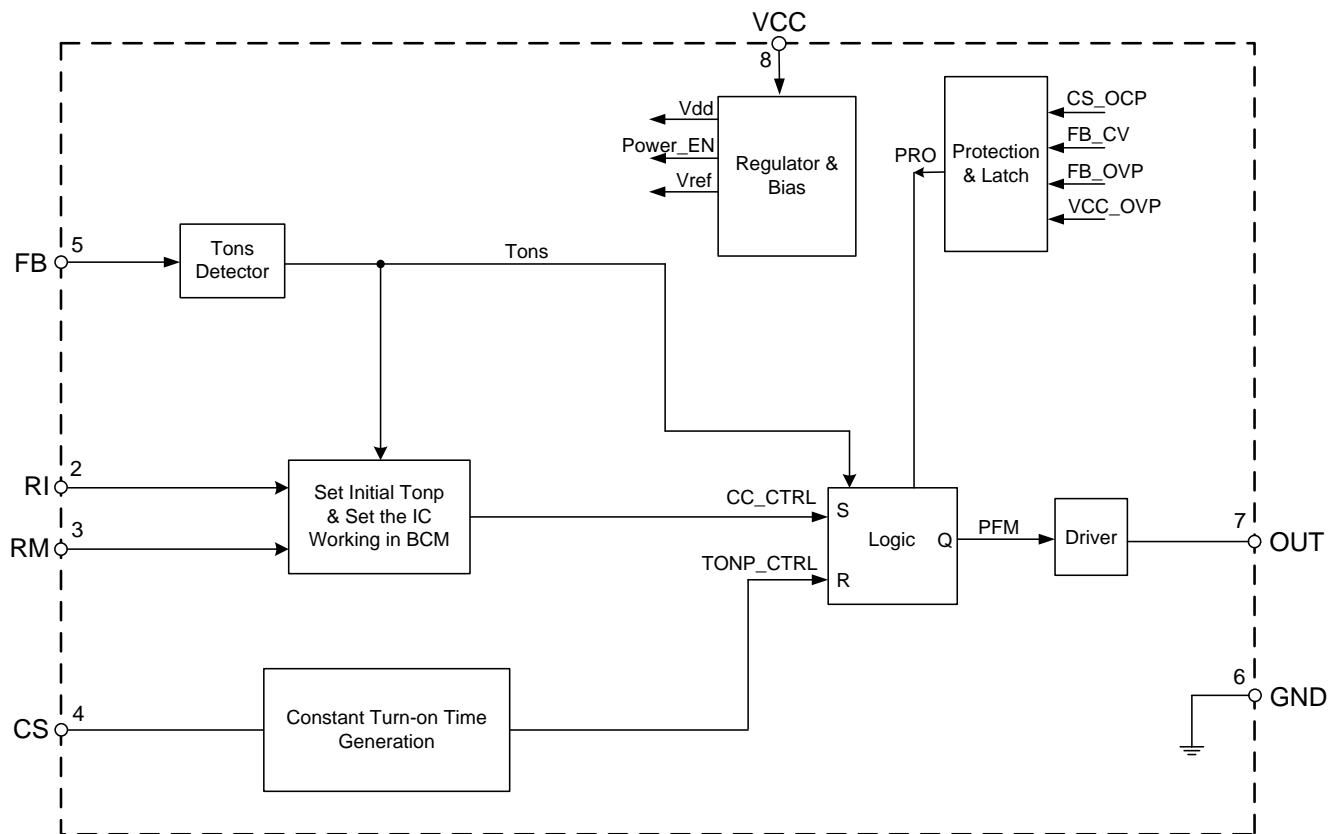 VCC
8
Vdd
Power_EN
Vref
Regulator &
Bias
PRO
Protection
& Latch
CS_OCP
FB_CV
FB_OVP
VCC_OVP
FB
5
Tons
Detector
Tons
RI
2
RM
3
Set Initial Tonp
& Set the IC
Working in BCM
CC_CTRL
TONP_CTRL
S
R
Logic
Q
PFM
Driver
7
OUT
6
GND
CS
4
Constant Turn-on Time
Generation